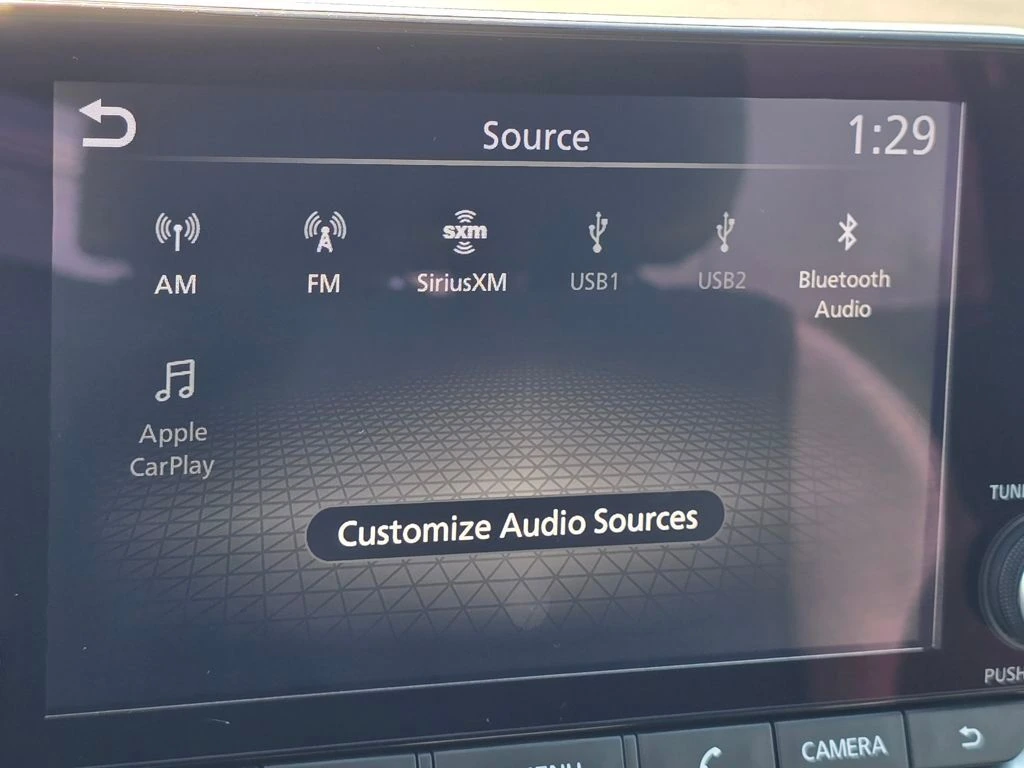 Source
1:29
sxm
AM
FM
SiriusXM
USB1
USB2
Bluetooth
Audio
Apple
CarPlay
Customize Audio Sources
TUN
PUSH
MENU
CAMERA